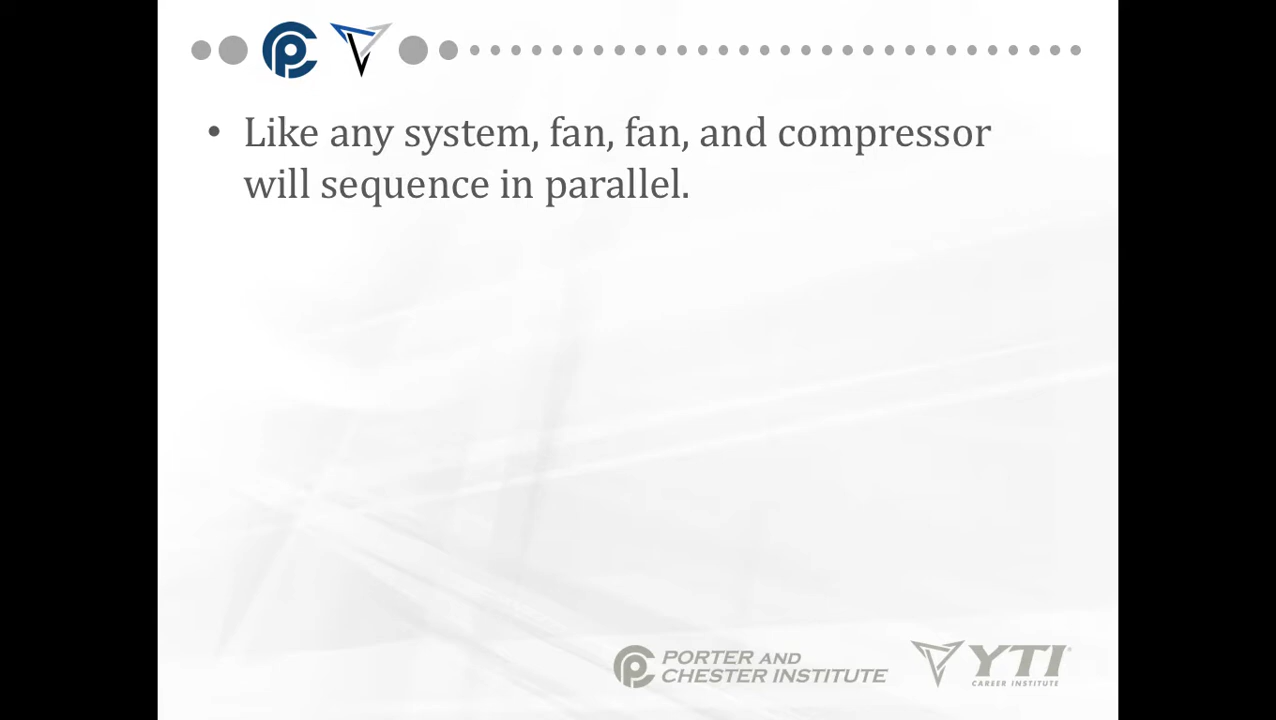 • Like any system, fan, fan, and compressor
will sequence in parallel.
PORTER AND
CHESTER INSTITUTE
YTI
CAREER INSTITUTE